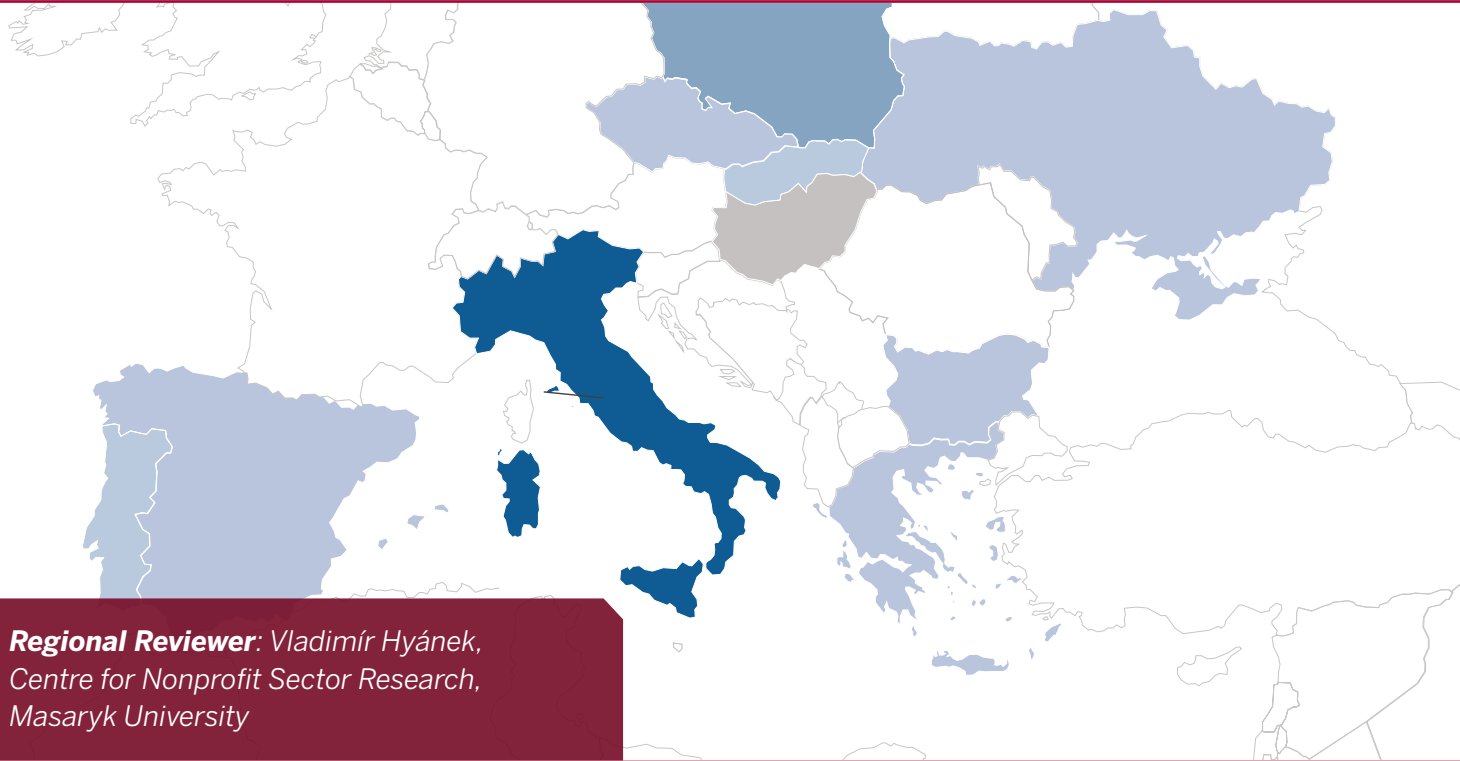 Regional Reviewer: Vladimír Hyánek,
Centre for Nonprofit Sector Research,
Masaryk University